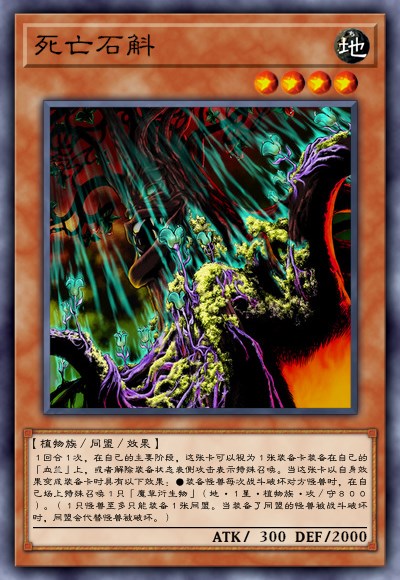 死亡石斛
地
【植物族／同盟／效果】
1回合1次，在自己的主要阶段，这张卡可以视为1张装备卡装备在自己的
「血兰」上，或者解除装备状态表侧攻击表示特殊召唤。当这张卡以自身效
果变成装备卡时具有以下效果：●装备怪兽每次战斗破坏对方怪兽时，在自
己场上特殊召唤1只「魔草衍生物」（地·1星·植物族·攻/守800
）。（1只怪兽至多只能装备1张同盟。当装备了同盟的怪兽被战斗破坏
时，同盟会代替怪兽被破坏。）
ATK/ 300 DEF/2000